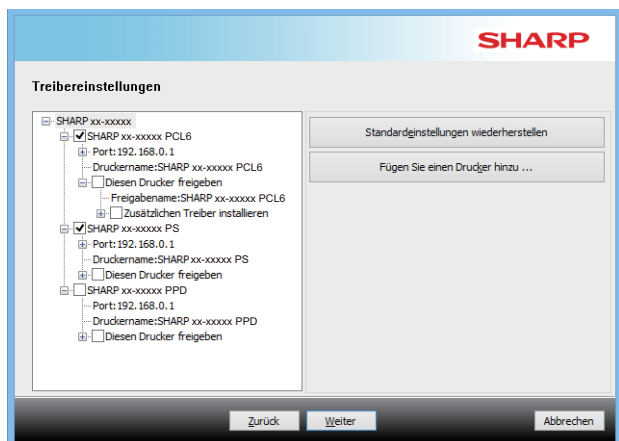 SHARP
Treibereinstellungen
SHARP xx-xxxxx
SHARP xx-xxxxx PCL6
Port:192.168.0.1
Druckername:SHARP xx-xxxxx PCL6
Diesen Drucker freigeben
Freigabename:SHARP xx-xxxxx PCL6
Zusätzlichen Treiber installieren
SHARP xx-xxxxx PS
Port:192.168.0.1
Druckername:SHARP xx-xxxxx PS
Diesen Drucker freigeben
SHARP xx-xxxxx PPD
Port:192.168.0.1
Druckername:SHARP xx-xxxxx PPD
Diesen Drucker freigeben
Standardeinstellungen wiederherstellen
Fügen Sie einen Drucker hinzu ...
Zurück
Weiter
Abbrechen